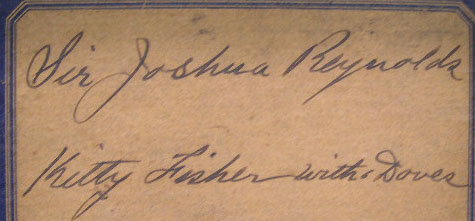 Sir Joshua Reynolds
Kitty Fisher with Doves